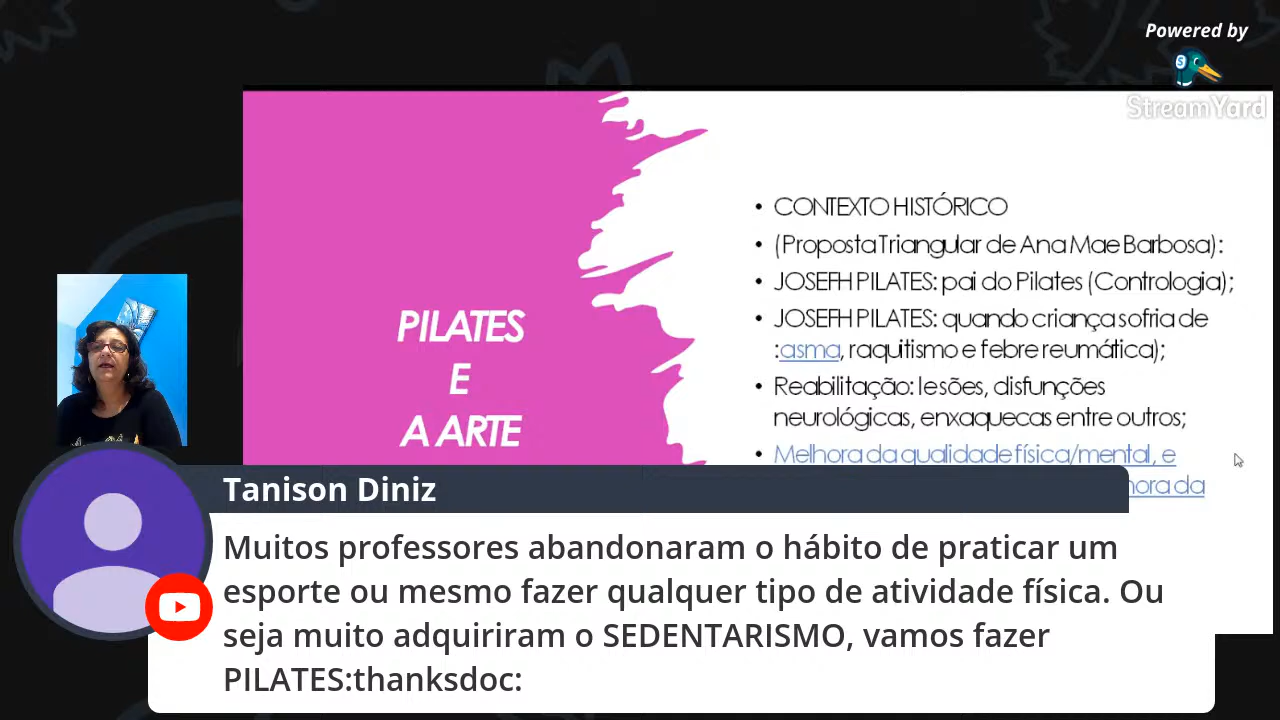 Powered by
StreamYard
PILATES
E
A ARTE
• CONTEXTO HISTÓRICO
• (Proposta Triangular de Ana Mae Barbosa):
• JOSEFH PILATES: pai do Pilates (Contrologia);
• JOSEFH PILATES: quando criança sofria de
:asma, raquitismo e febre reumática);
• Reabilitação: lesões, disfunções
neurológicas, enxaquecas entre outros;
• Melhora da qualidade física/mental, e
da
Tanison Diniz
Muitos professores abandonaram o hábito de praticar um
esporte ou mesmo fazer qualquer tipo de atividade física. Ou
seja muito adquiriram o SEDENTARISMO, vamos fazer
PILATES:thanksdoc: